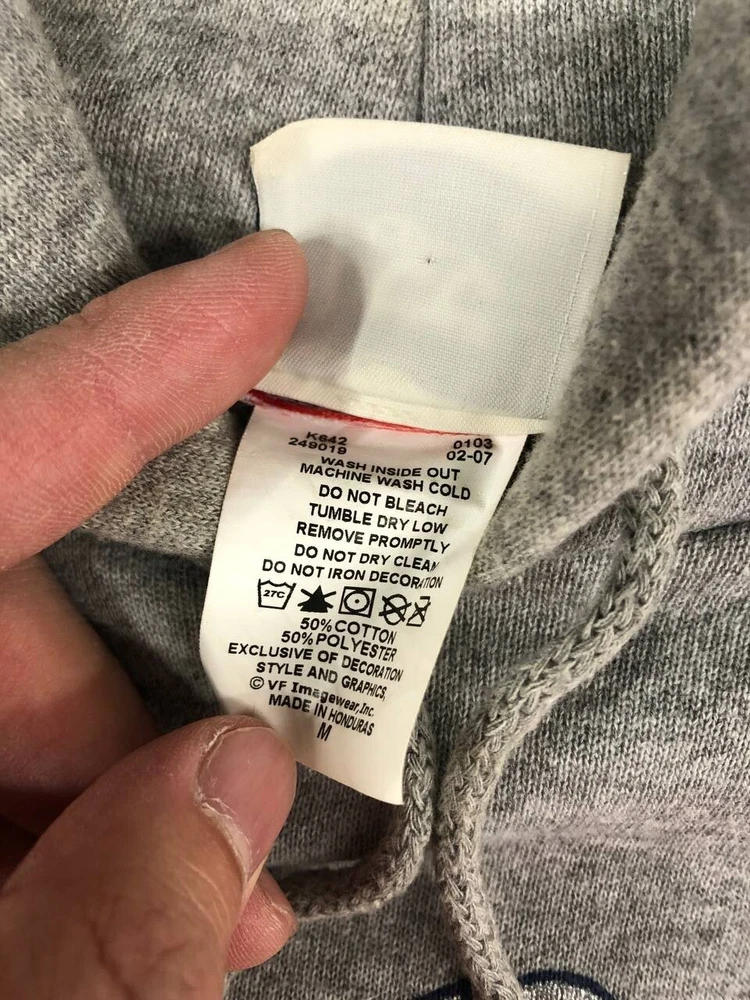 K642 0103
249019 02-07
WASH INSIDE OUT
MACHINE WASH COLD
DO NOT BLEACH
TUMBLE DRY LOW
REMOVE PROMPTLY
DO NOT DRY CLEAN
DO NOT IRON DECORATION
27C
50% COTTON
50% POLYESTER
EXCLUSIVE OF DECORATION
STYLE AND GRAPHICS,
© VF Imagewear, Inc.
MADE IN HONDURAS
M